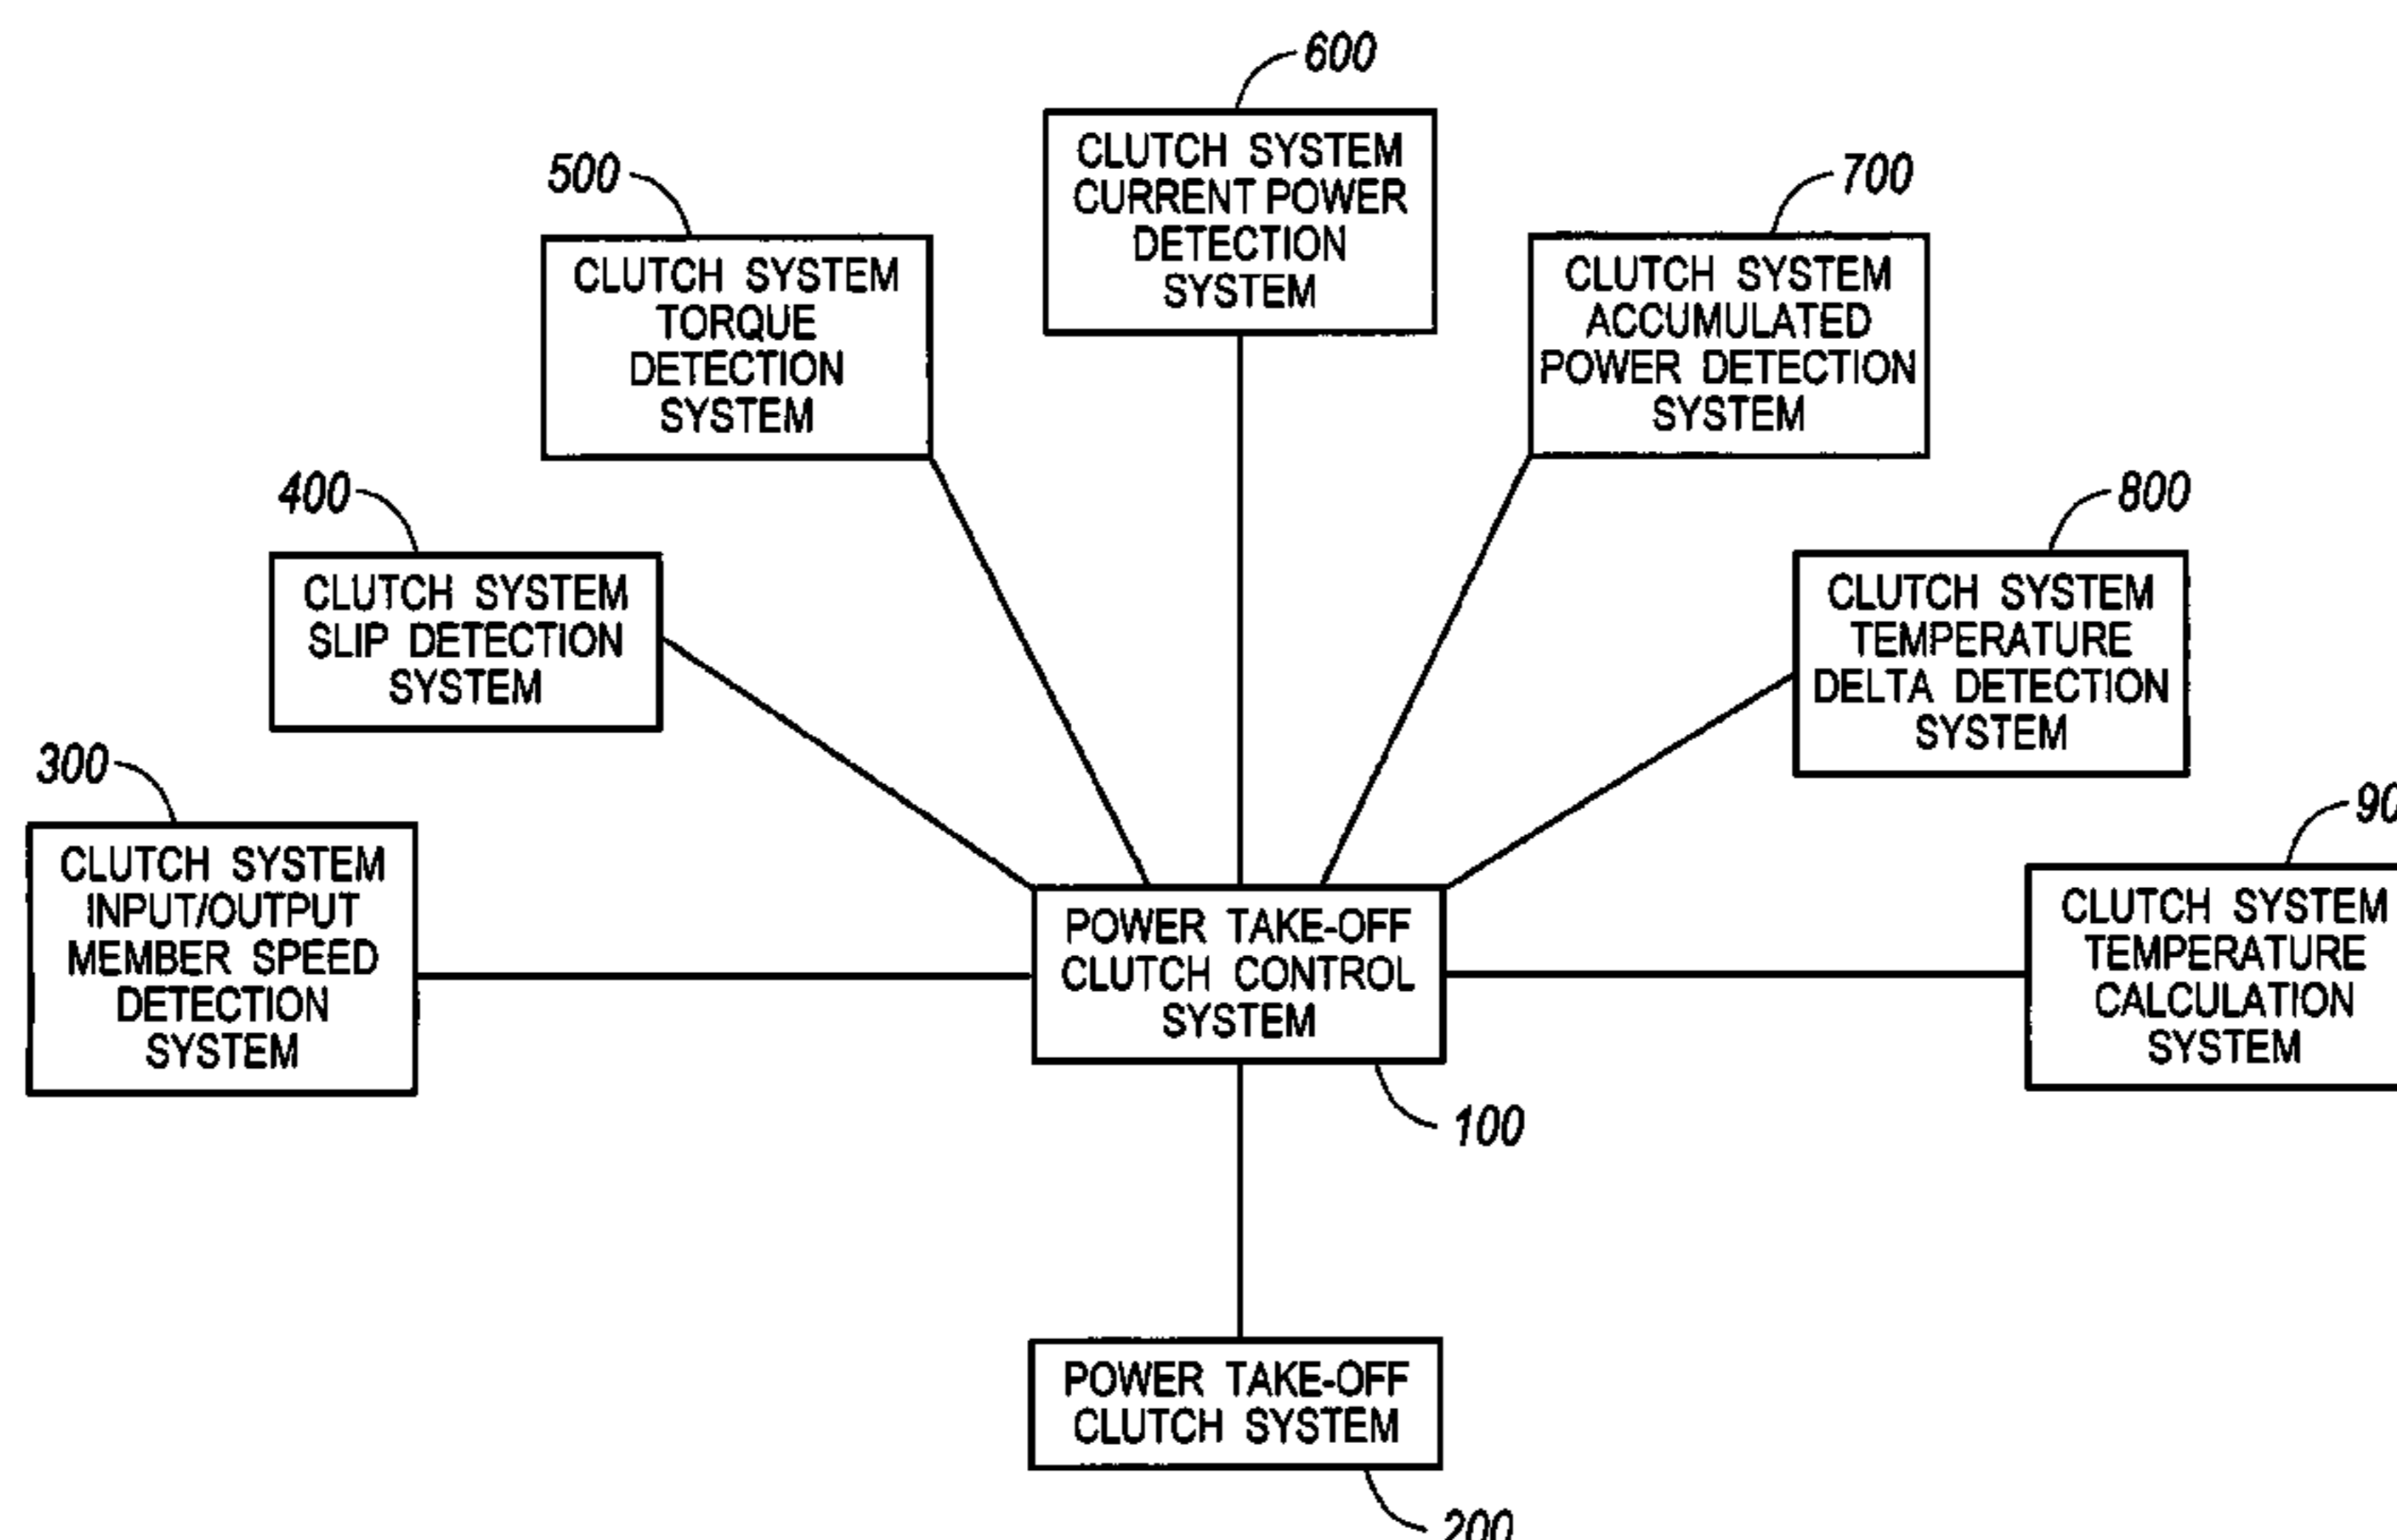 600
CLUTCH SYSTEM
CURRENT POWER
DETECTION
SYSTEM
500
CLUTCH SYSTEM
TORQUE
DETECTION
SYSTEM
700
CLUTCH SYSTEM
ACCUMULATED
POWER DETECTION
SYSTEM
400
CLUTCH SYSTEM
SLIP DETECTION
SYSTEM
800
CLUTCH SYSTEM
TEMPERATURE
DELTA DETECTION
SYSTEM
300
CLUTCH SYSTEM
INPUT/OUTPUT
MEMBER SPEED
DETECTION
SYSTEM
POWER TAKE-OFF
CLUTCH CONTROL
SYSTEM
100
CLUTCH SYSTEM
TEMPERATURE
CALCULATION
SYSTEM
POWER TAKE-OFF
CLUTCH SYSTEM
200